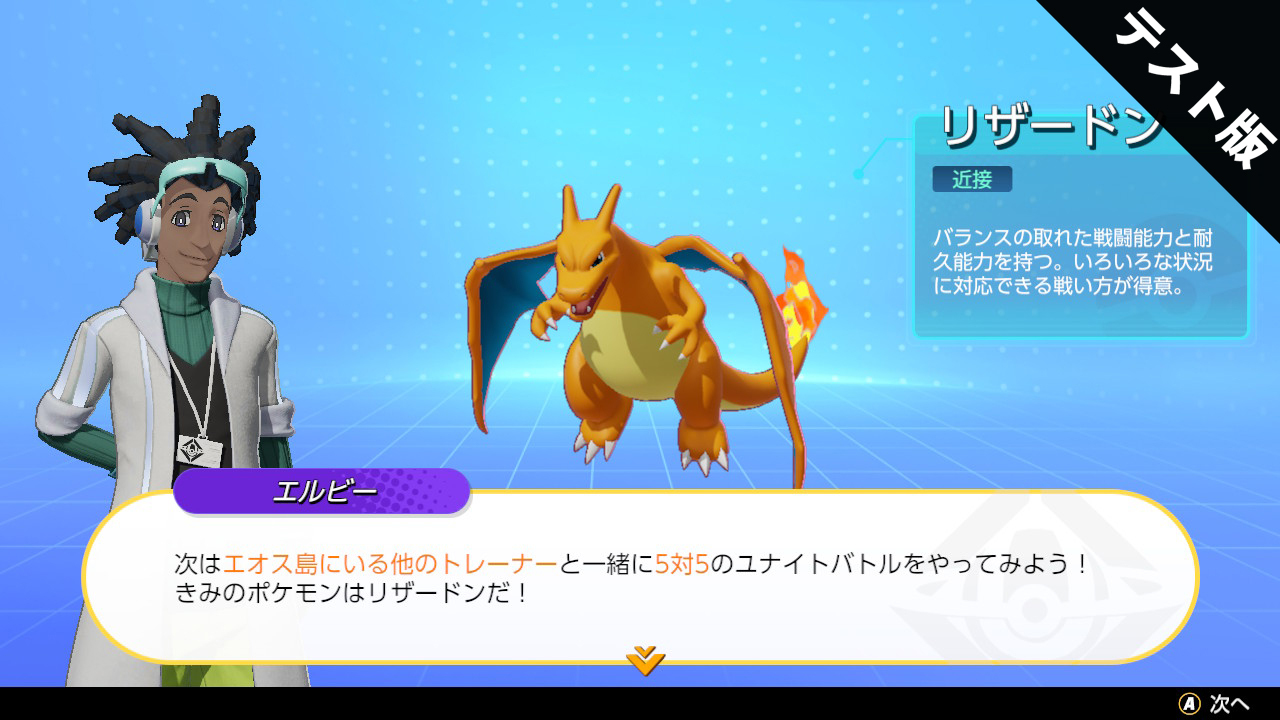 テスト版
リザードン
近接
バランスの取れた戦闘能力と耐
久能力を持つ。いろいろな状況
に対応できる戦い方が得意。
エルビー
次はエオス島にいる他のトレーナーと一緒に5対5のユナイトバトルをやってみよう！
きみのポケモンはリザードンだ！
A 次へ